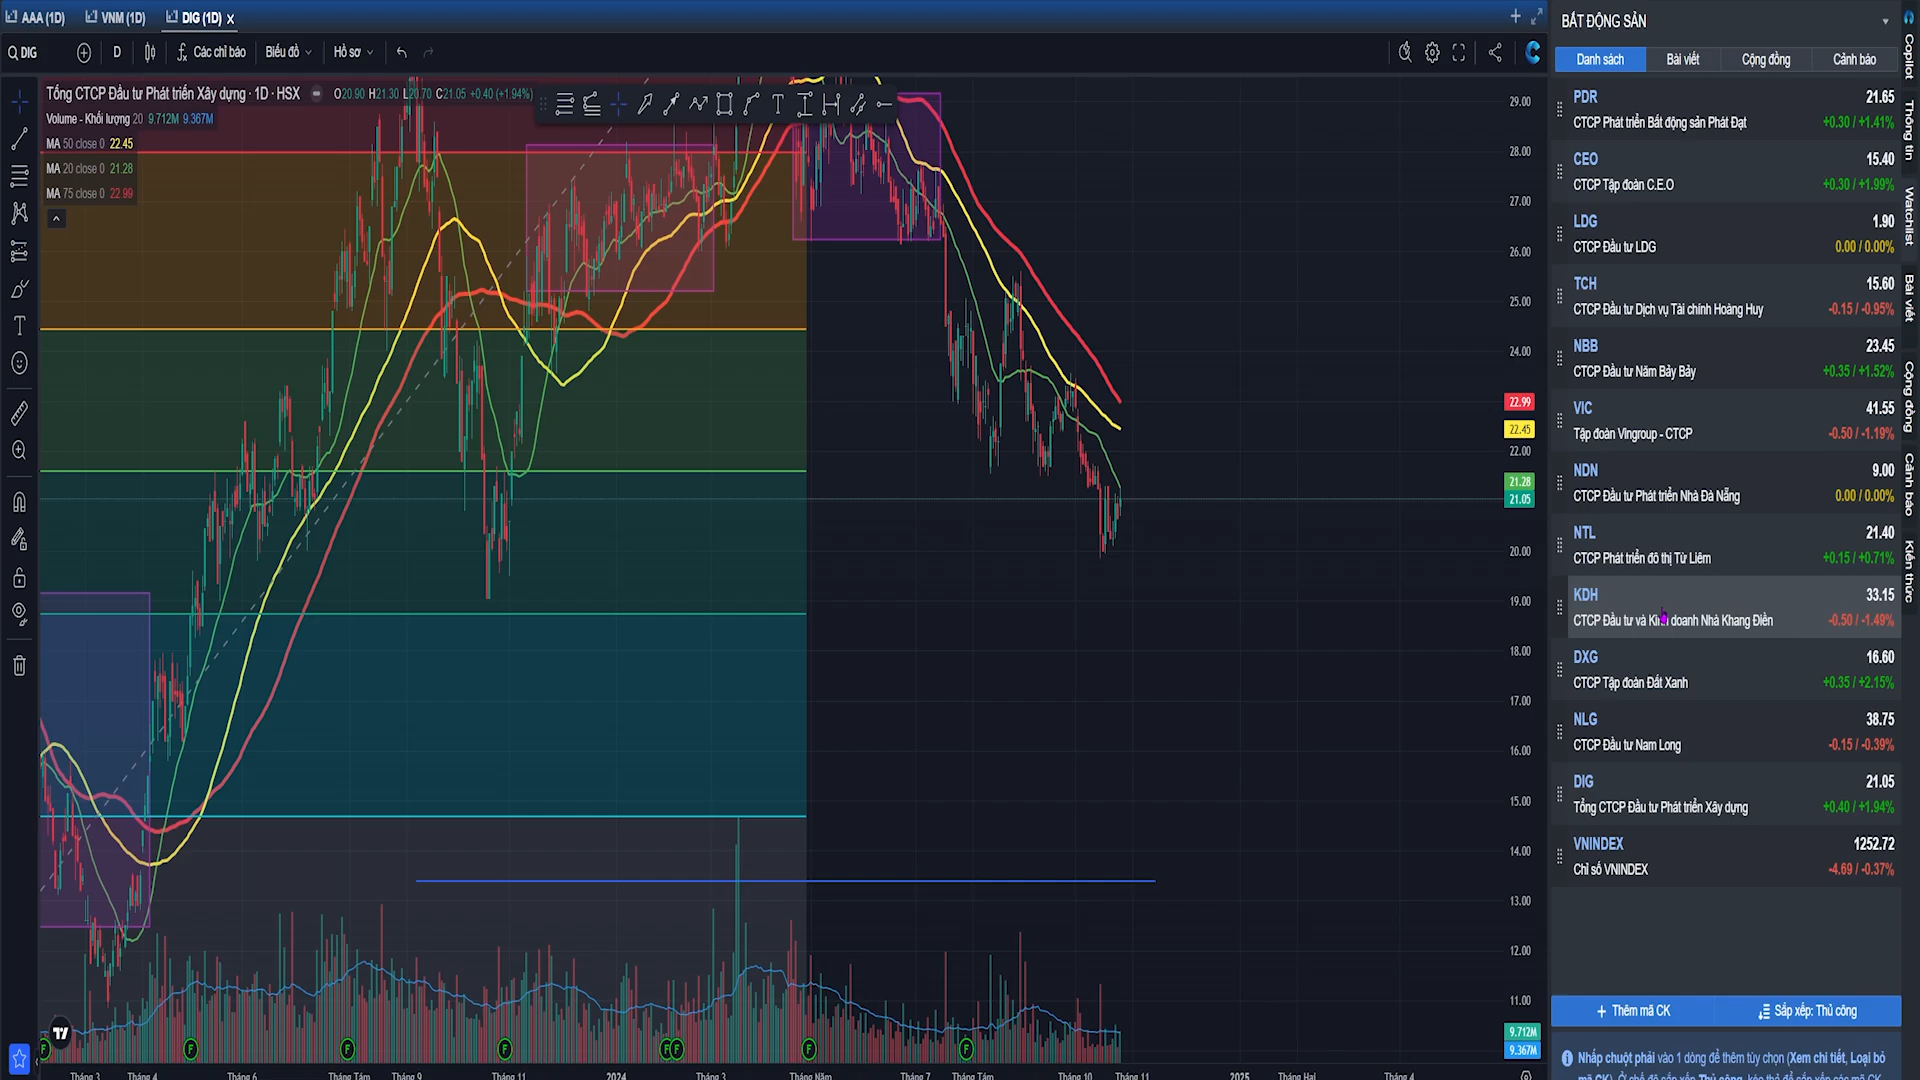 AAA (1D)
VNM (1D)
DIG (1D) x
DIG
D
Các chỉ báo
Biểu đồ
Hồ sơ
Tổng CTCP Đầu tư Phát triển Xây dựng · 1D · HSX
O20.90 H21.30 L20.70 C21.05 +0.40 (+1.94%)
Volume - Khối lượng 20 9.712M 9.367M
MA 50 close 0 22.45
MA 20 close 0 21.28
MA 75 close 0 22.99
29.00
28.00
27.00
26.00
25.00
24.00
22.99
22.45
22.00
21.28
21.05
20.00
19.00
18.00
17.00
16.00
15.00
14.00
13.00
12.00
11.00
9.712M
9.367M
F
F
F
F
F
F
F
F
Tháng 3
Tháng 4
Tháng 6
Tháng Tám
Tháng 9
Tháng 11
2024
Tháng 3
Tháng Năm
Tháng 7
Tháng Tám
Tháng 10
Tháng 11
2025
Tháng Hai
Tháng 4
BẤT ĐỘNG SẢN
Danh sách
Bài viết
Cộng đồng
Cảnh báo
PDR 21.65
CTCP Phát triển Bất động sản Phát Đạt +0.30 / +1.41%
CEO 15.40
CTCP Tập đoàn C.E.O +0.30 / +1.99%
LDG 1.90
CTCP Đầu tư LDG 0.00 / 0.00%
TCH 15.60
CTCP Đầu tư Dịch vụ Tài chính Hoàng Huy -0.15 / -0.95%
NBB 23.45
CTCP Đầu tư Năm Bảy Bảy +0.35 / +1.52%
VIC 41.55
Tập đoàn Vingroup - CTCP -0.50 / -1.19%
NDN 9.00
CTCP Đầu tư Phát triển Nhà Đà Nẵng 0.00 / 0.00%
NTL 21.40
CTCP Phát triển đô thị Từ Liêm +0.15 / +0.71%
KDH 33.15
CTCP Đầu tư và Kinh doanh Nhà Khang Điền -0.50 / -1.49%
DXG 16.60
CTCP Tập đoàn Đất Xanh +0.35 / +2.15%
NLG 38.75
CTCP Đầu tư Nam Long -0.15 / -0.39%
DIG 21.05
Tổng CTCP Đầu tư Phát triển Xây dựng +0.40 / +1.94%
VNINDEX 1252.72
Chỉ số VNINDEX -4.69 / -0.37%
+ Thêm mã CK
Sắp xếp: Thủ công
Nhấp chuột phải vào 1 dòng để thêm tùy chọn (Xem chi tiết, Loại bỏ
mã CK). Ở chế độ sắp xếp Thủ công, kéo thả để sắp xếp các mã CK
Copilot
Thông tin
Watchlist
Bài viết
Cộng đồng
Cảnh báo
Kiến thức